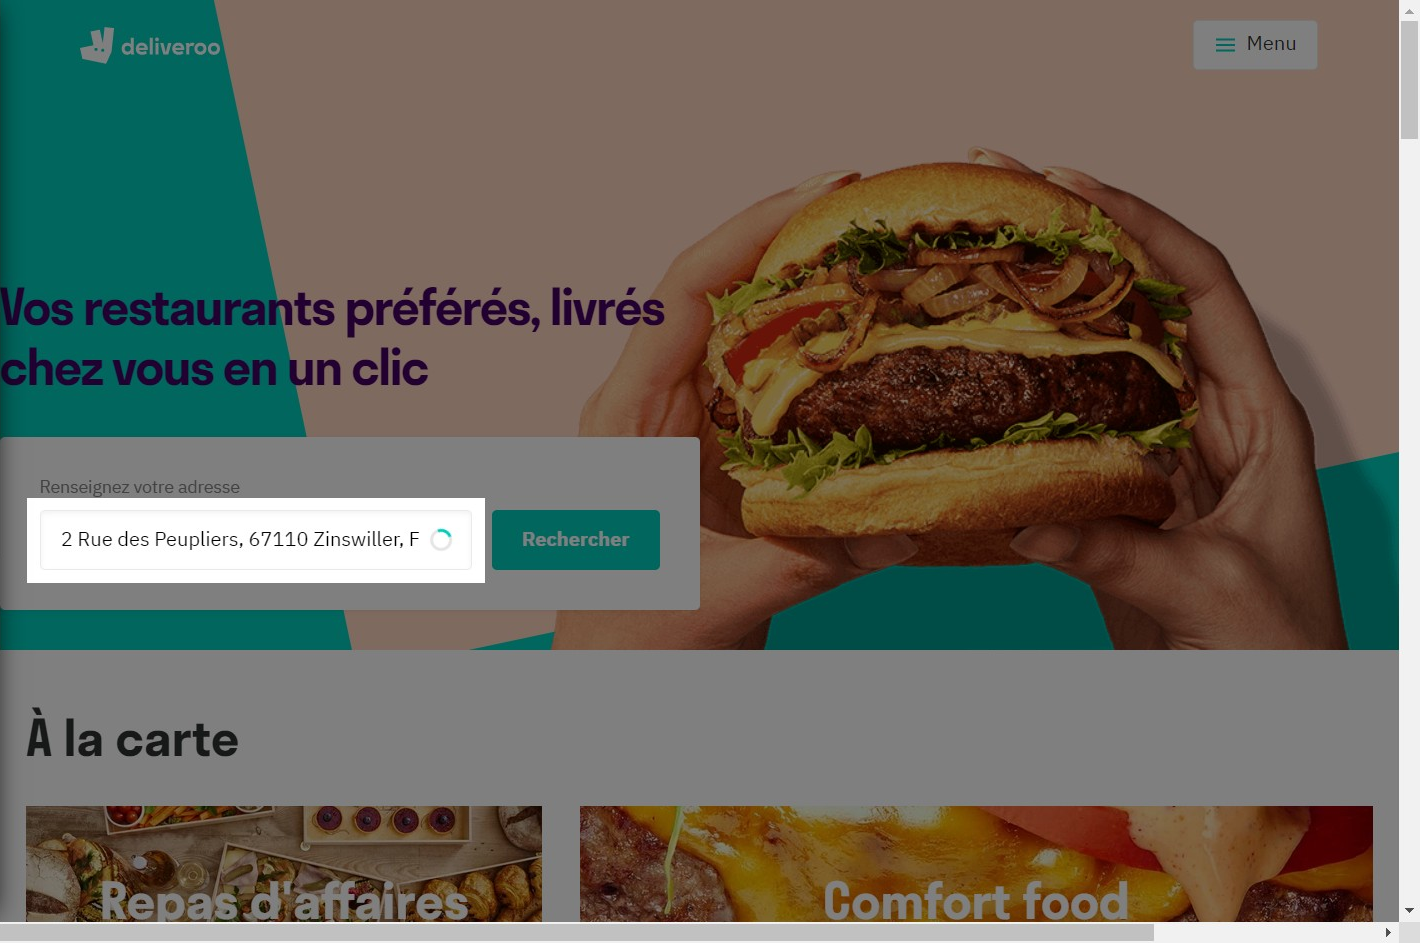 deliveroo
Menu
Vos restaurants préférés, livrés
chez vous en un clic
Renseignez votre adresse
2 Rue des Peupliers, 67110 Zinswiller, F
Rechercher
À la carte
Repas d'affaires
Comfort food